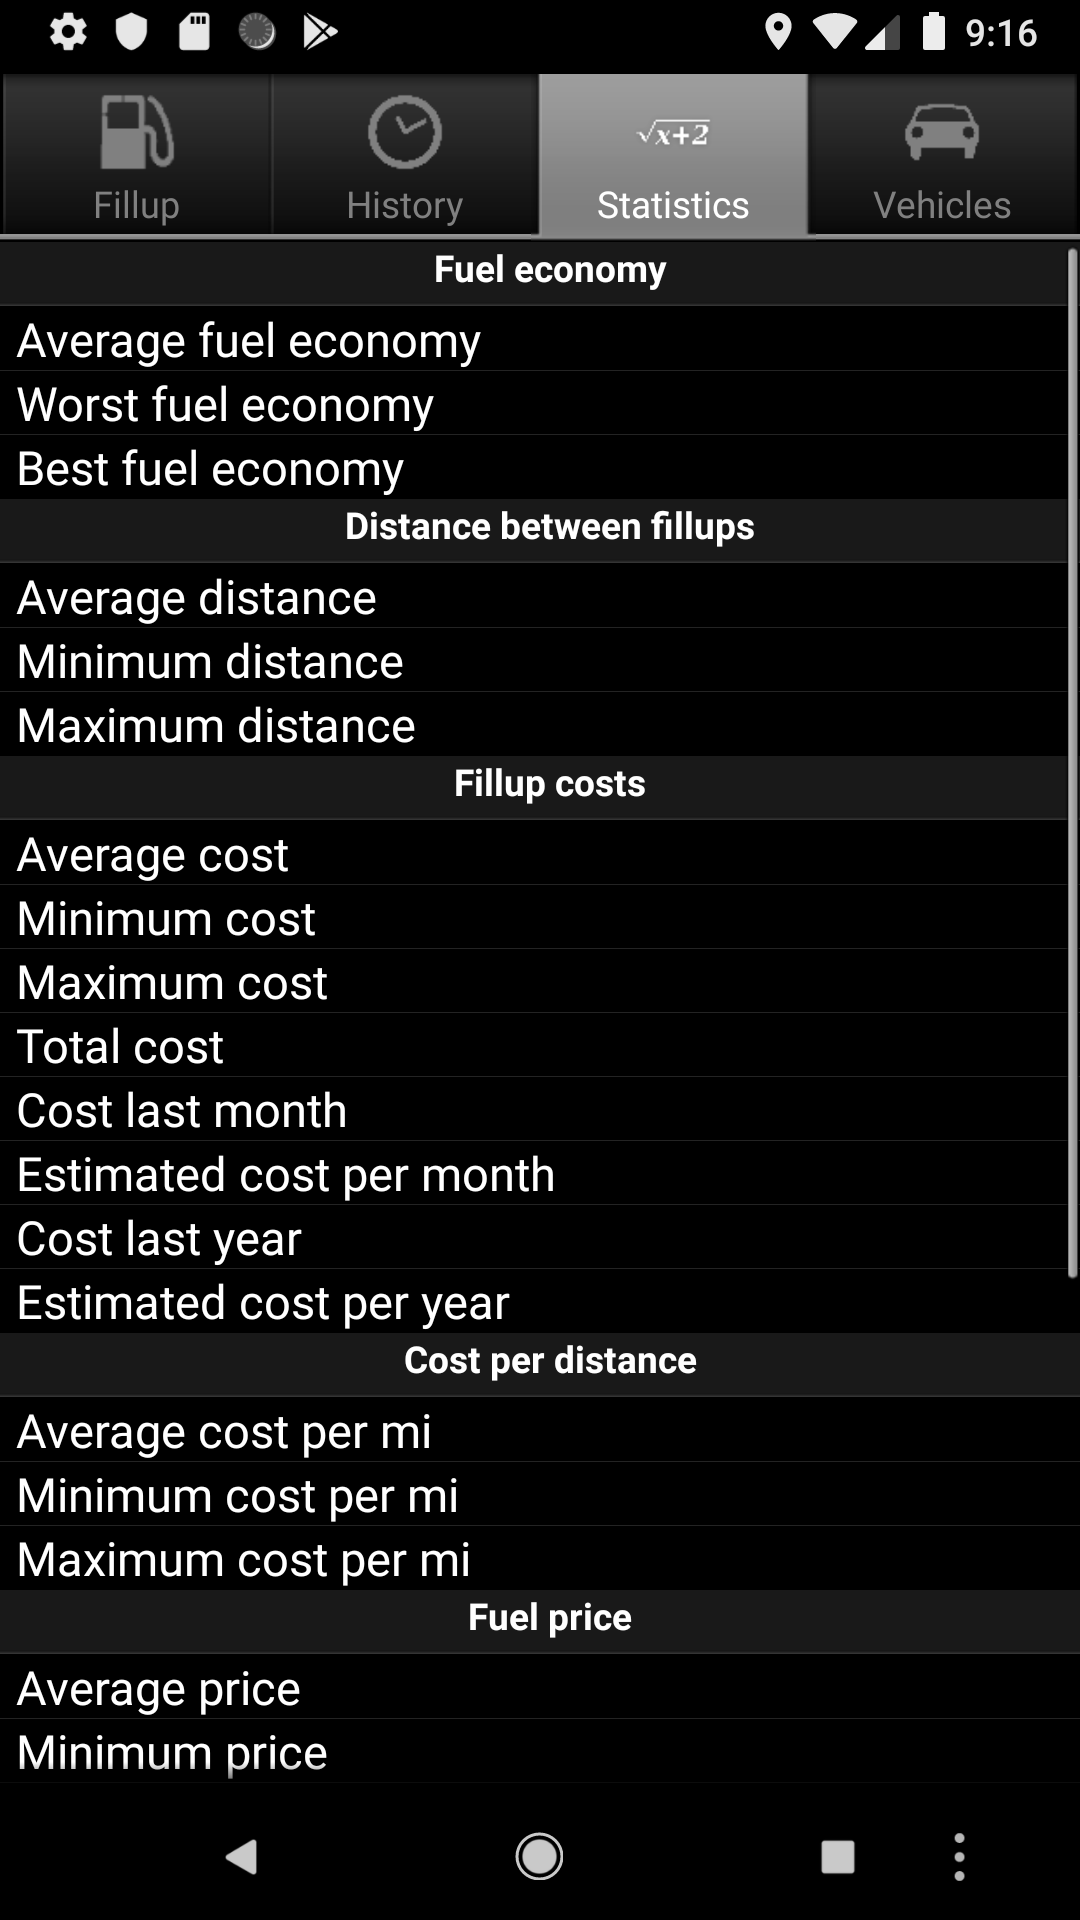 9:16
√x+2
Fillup
History
Statistics
Vehicles
Fuel economy
Average fuel economy
Worst fuel economy
Best fuel economy
Distance between fillups
Average distance
Minimum distance
Maximum distance
Fillup costs
Average cost
Minimum cost
Maximum cost
Total cost
Cost last month
Estimated cost per month
Cost last year
Estimated cost per year
Cost per distance
Average cost per mi
Minimum cost per mi
Maximum cost per mi
Fuel price
Average price
Minimum price